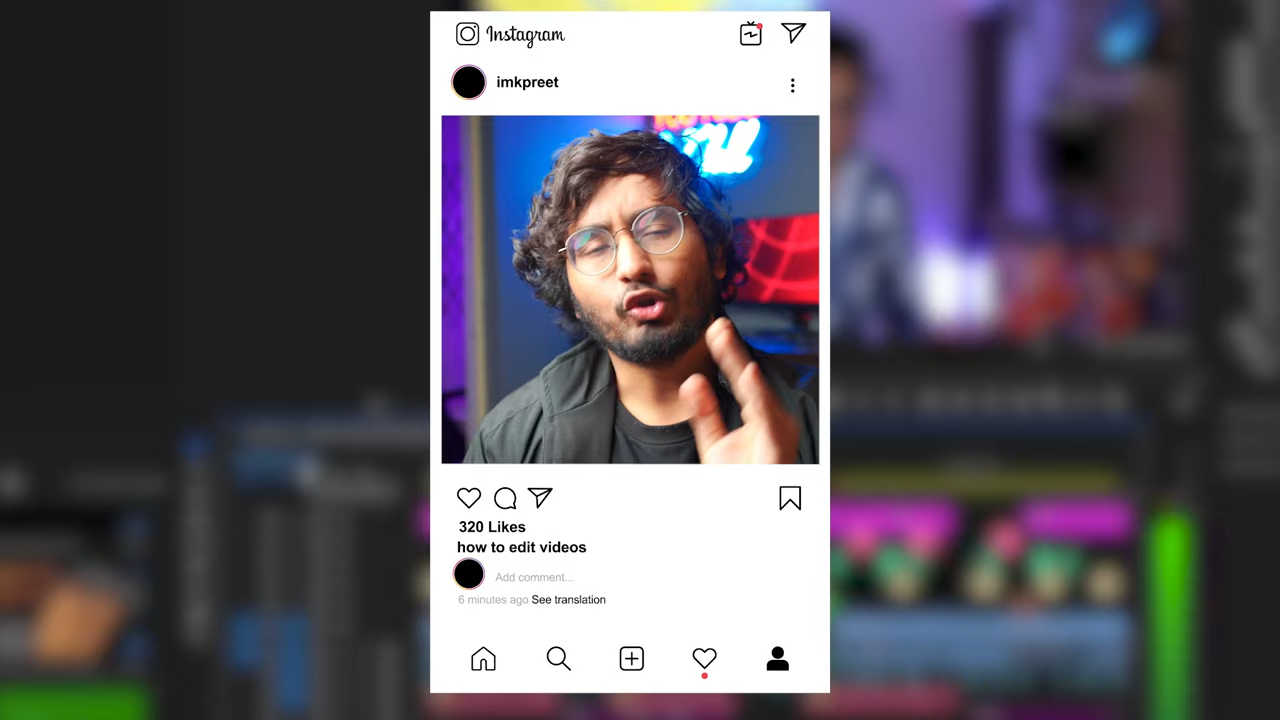 Instagram
imkpreet
320 Likes
how to edit videos
Add comment...
6 minutes ago See translation